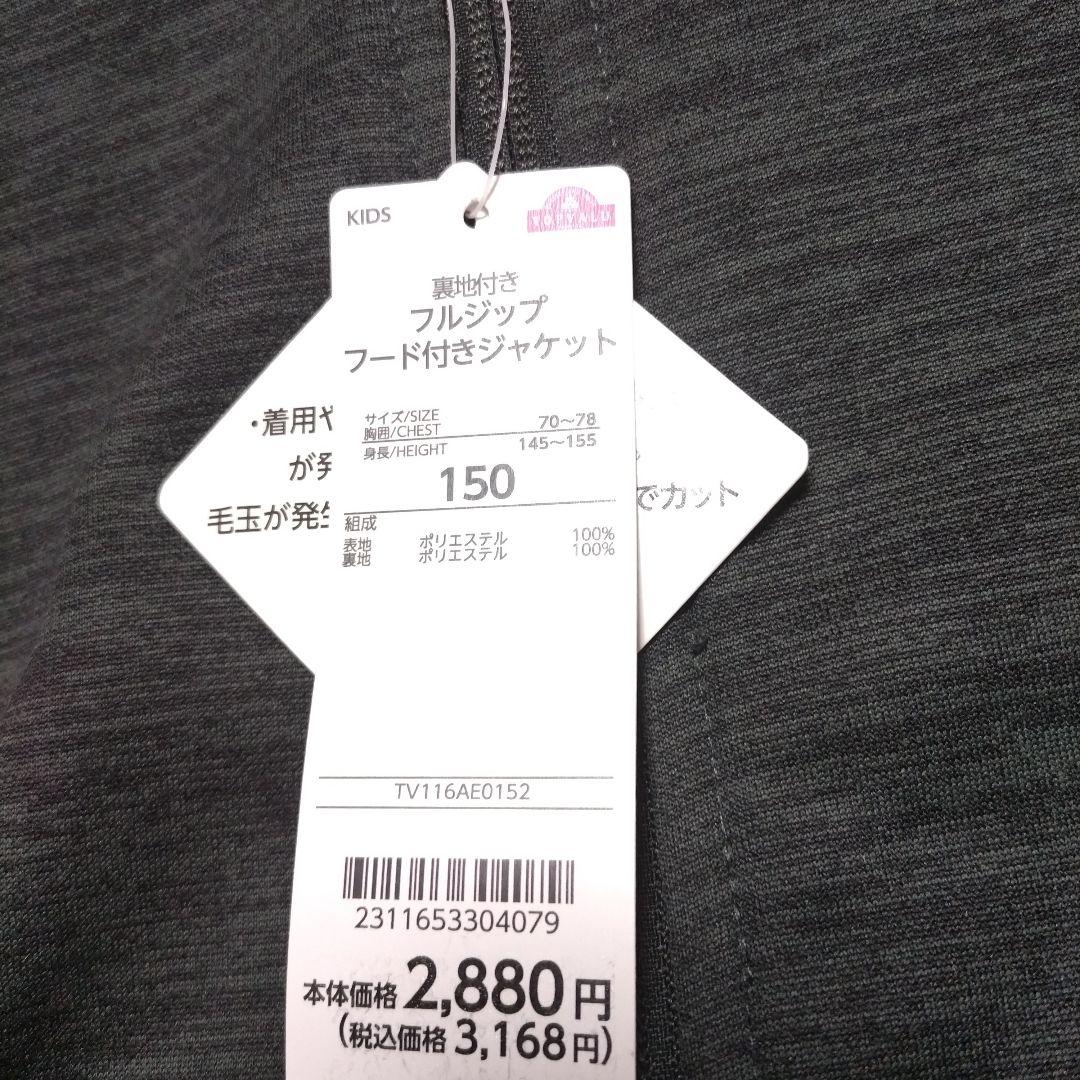 KIDS
TOPVALU
裏地付き
フルジップ
フード付きジャケット
サイズ/SIZE
胸囲/CHEST 70～78
身長/HEIGHT 145～155
150
組成
表地 ポリエステル 100%
裏地 ポリエステル 100%
・着用や
が発
毛玉が発生
でカット
TV116AE0152
2311653304079
本体価格2,880円
(税込価格3,168円)